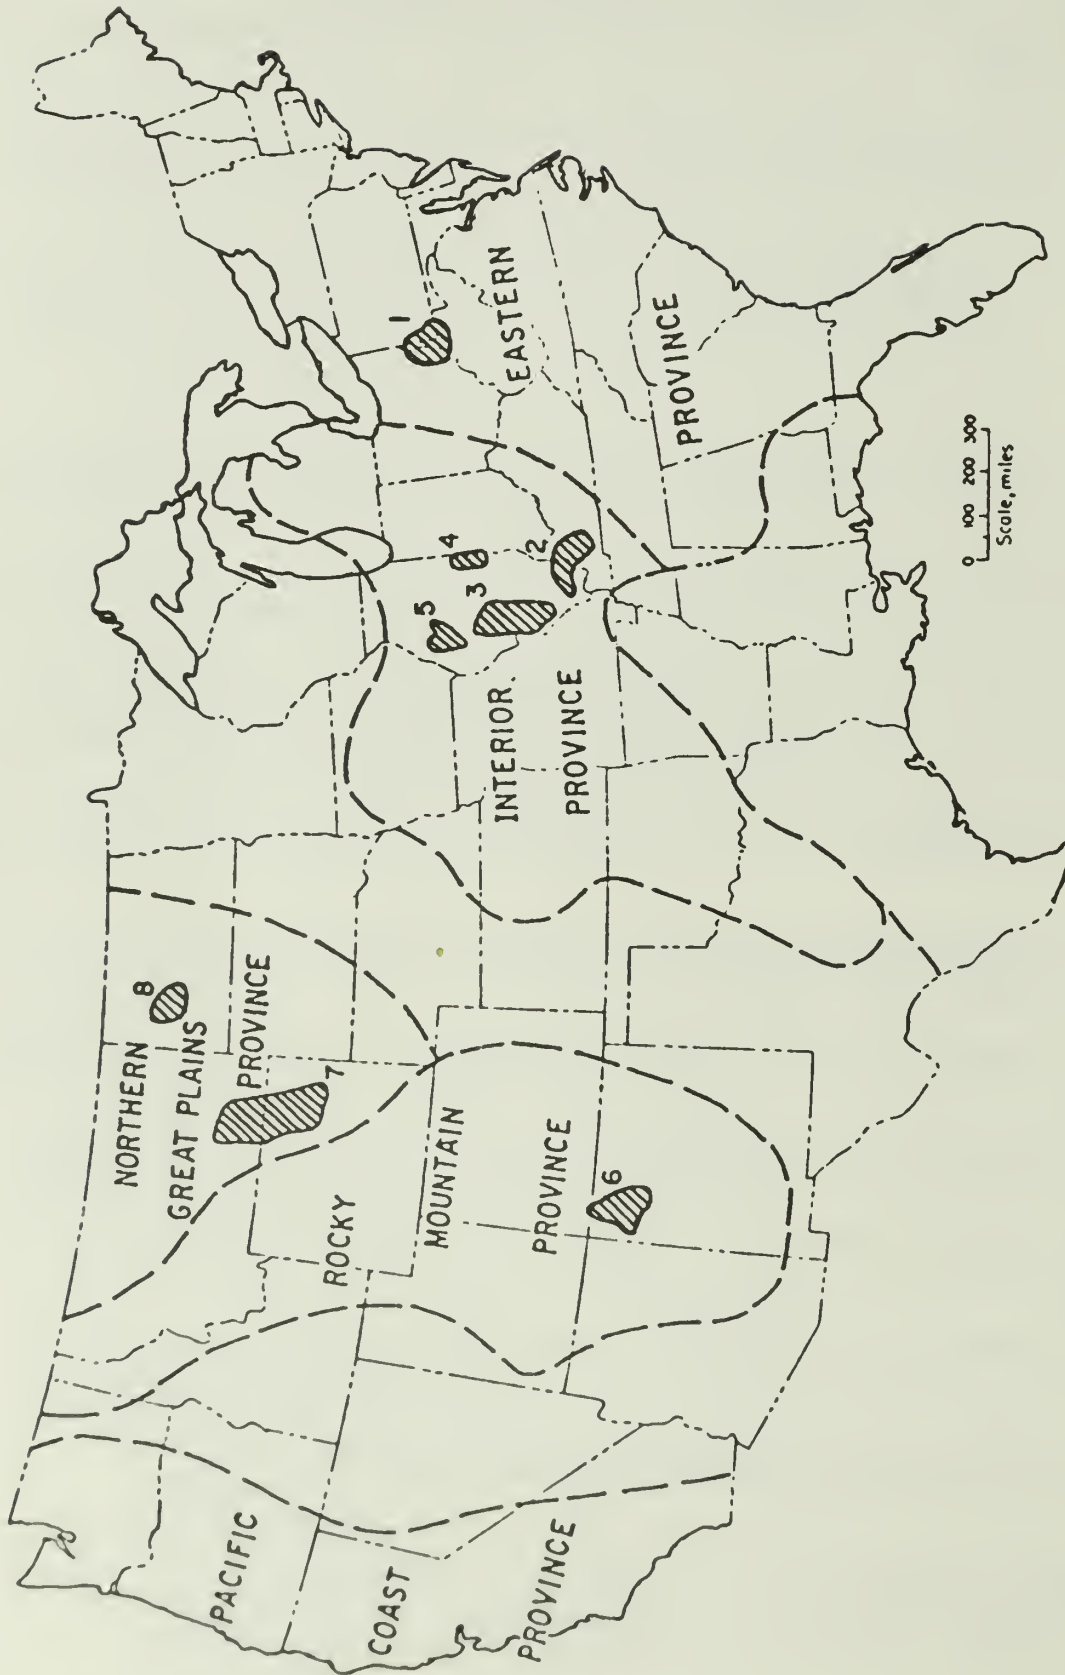 NORTHERN
GREAT PLAINS
PROVINCE
8
7
ROCKY
MOUNTAIN
PROVINCE
6
PACIFIC
COAST
PROVINCE
INTERIOR
PROVINCE
5
4
3
2
EASTERN
PROVINCE
1
0 100 200 300
Scale, miles